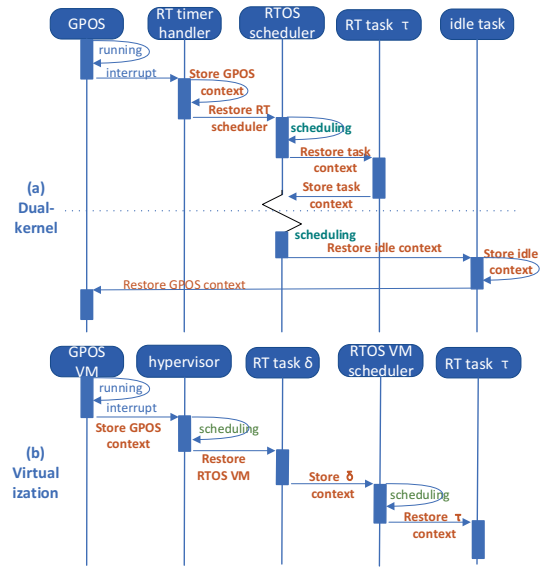 GPOS
RT timer
handler
RTOS
scheduler
RT task τ
idle task
running
interrupt
Store GPOS
context
Restore RT
scheduler
scheduling
Restore task
context
Store task
context
(a)
Dual-
kernel
scheduling
Restore idle context
Store idle
context
Restore GPOS context
GPOS
VM
hypervisor
RT task δ
RTOS VM
scheduler
RT task τ
running
interrupt
Store GPOS
context
scheduling
Restore
RTOS VM
(b)
Virtual
ization
Store δ
context
scheduling
Restore τ
context